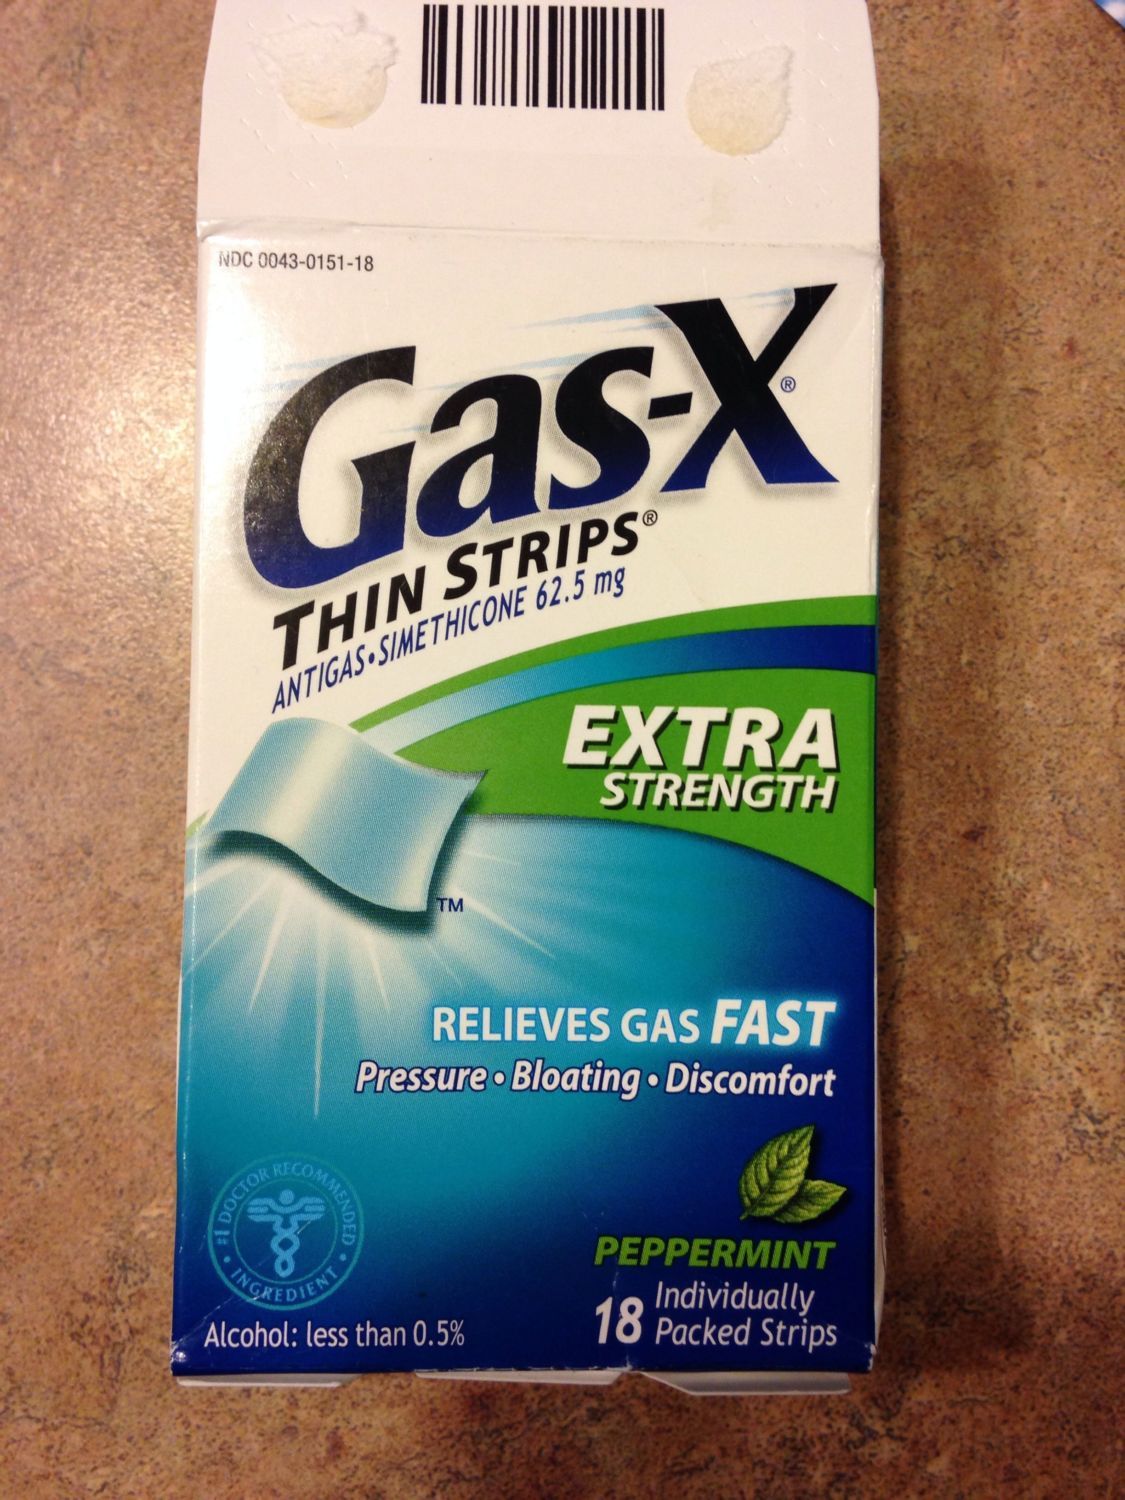 NDC 0043-0151-18
Gas-X®
THIN STRIPS®
ANTIGAS•SIMETHICONE 62.5 mg
EXTRA
STRENGTH
TM
RELIEVES GAS FAST
Pressure • Bloating • Discomfort
#1 DOCTOR RECOMMENDED • INGREDIENT •
PEPPERMINT
18 Individually
Packed Strips
Alcohol: less than 0.5%